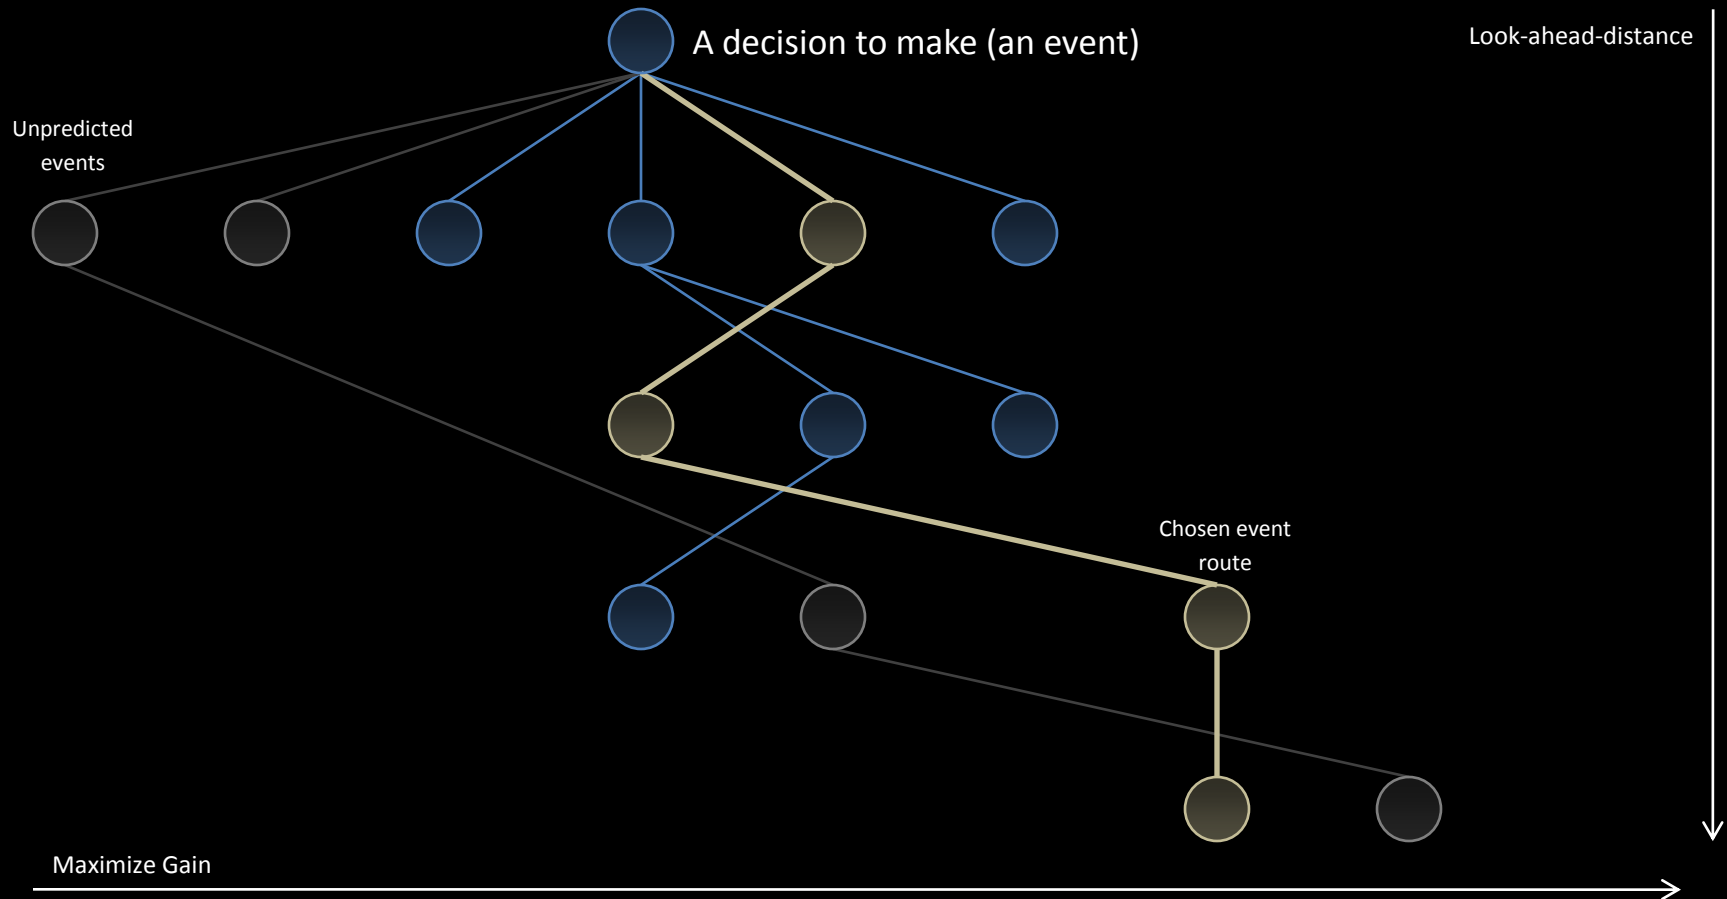 A decision to make (an event)
Look-ahead-distance
Unpredicted
events
Chosen event
route
Maximize Gain